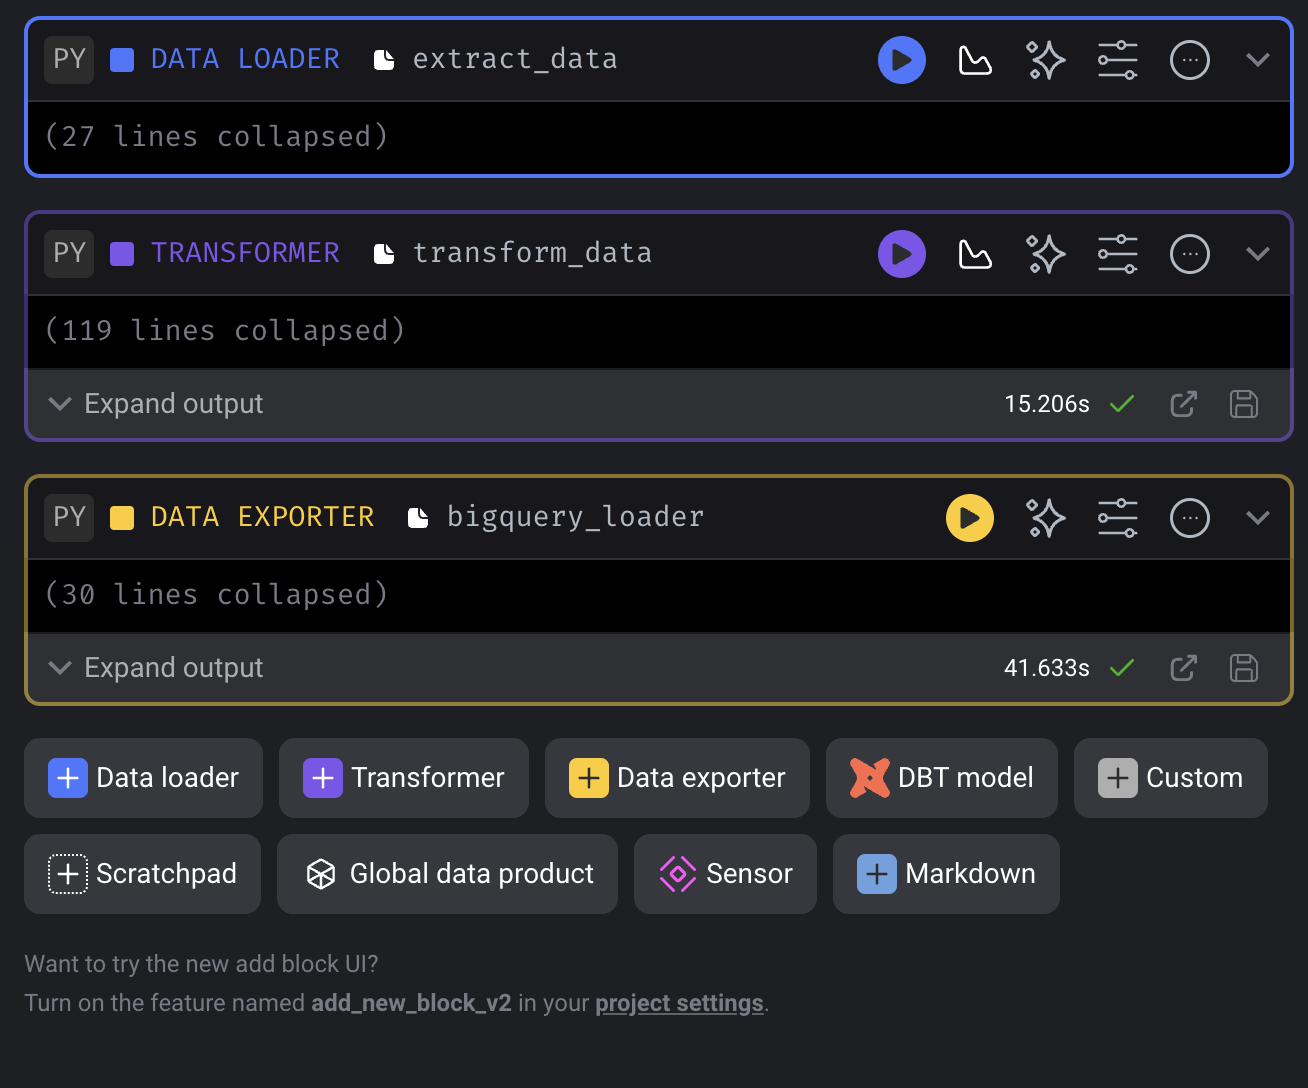 PY DATA LOADER extract_data
(27 lines collapsed)
PY TRANSFORMER transform_data
(119 lines collapsed)
Expand output 15.206s
PY DATA EXPORTER bigquery_loader
(30 lines collapsed)
Expand output 41.633s
Data loader Transformer Data exporter DBT model Custom
Scratchpad Global data product Sensor Markdown
Want to try the new add block UI?
Turn on the feature named add_new_block_v2 in your project settings.